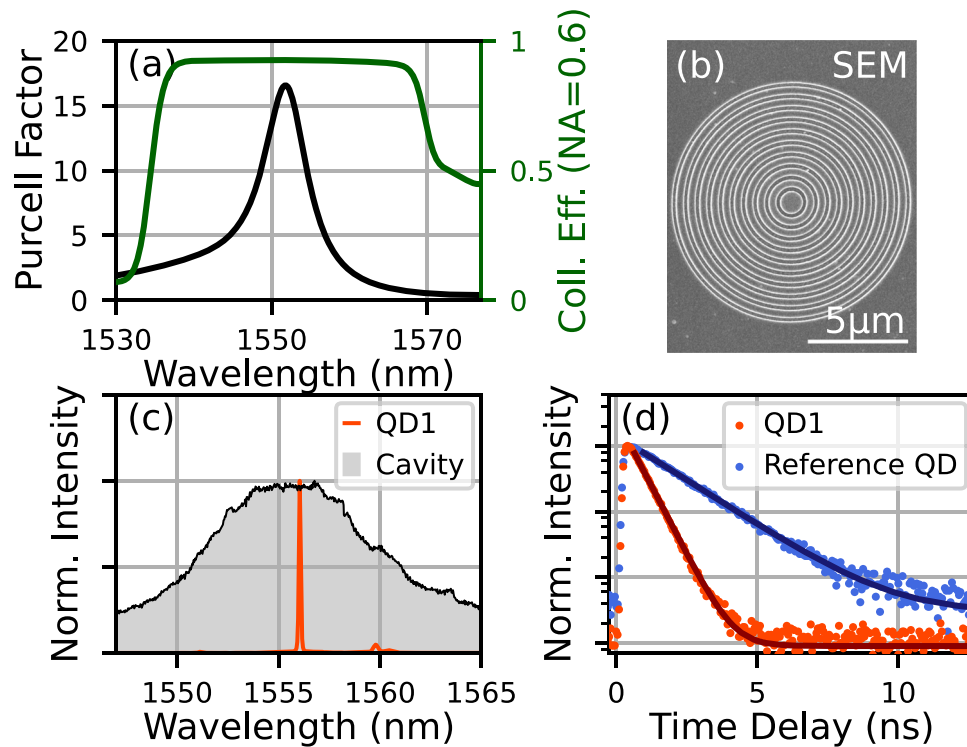 (a)
20
15
10
5
0
Purcell Factor
1
0.5
0
Coll. Eff. (NA=0.6)
1530 1550 1570
Wavelength (nm)
(b) SEM
5μm
(c)
QD1
Cavity
Norm. Intensity
1550 1555 1560 1565
Wavelength (nm)
(d)
QD1
Reference QD
Norm. Intensity
0 5 10
Time Delay (ns)